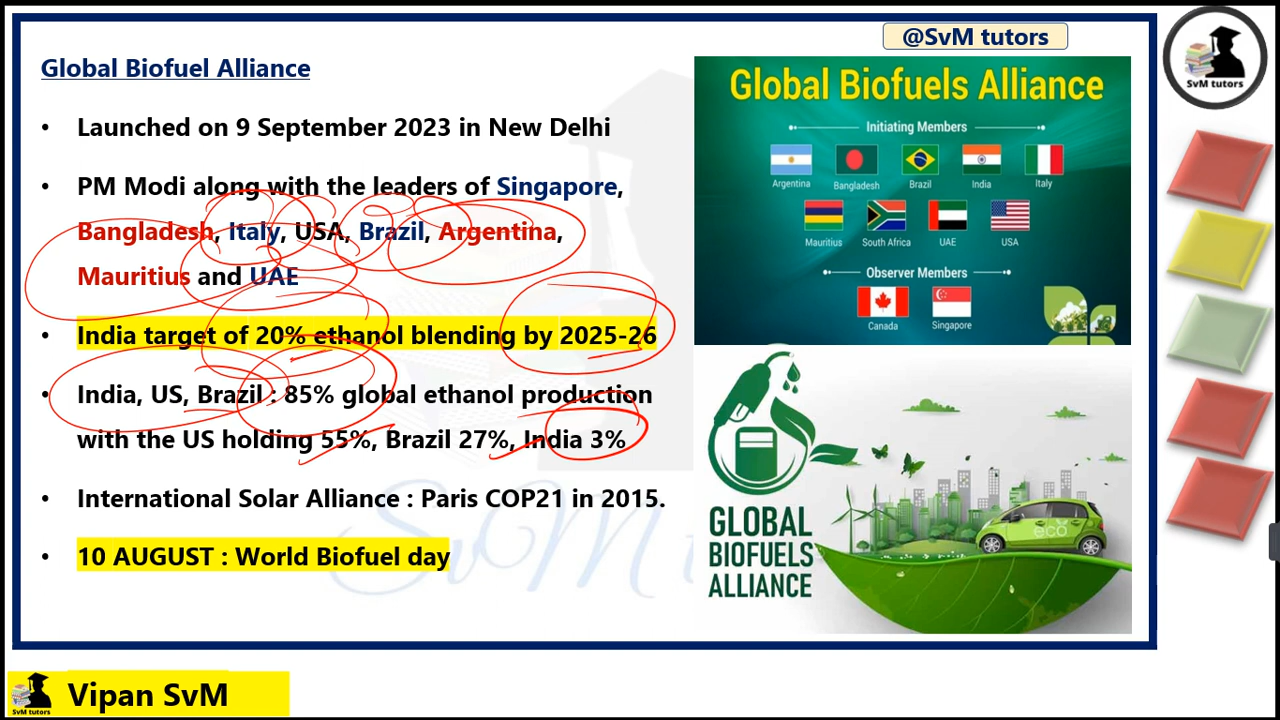 @SvM tutors
SvM tutors
Global Biofuel Alliance
• Launched on 9 September 2023 in New Delhi
• PM Modi along with the leaders of Singapore,
Bangladesh, Italy, USA, Brazil, Argentina,
Mauritius and UAE
• India target of 20% ethanol blending by 2025-26
• India, US, Brazil : 85% global ethanol production
with the US holding 55%, Brazil 27%, India 3%
• International Solar Alliance : Paris COP21 in 2015.
• 10 AUGUST : World Biofuel day
Global Biofuels Alliance
Initiating Members
Argentina Bangladesh Brazil India Italy
Mauritius South Africa UAE USA
Observer Members
Canada Singapore
GLOBAL
BIOFUELS
ALLIANCE
eco
SvM t
SvM tutors
Vipan SvM